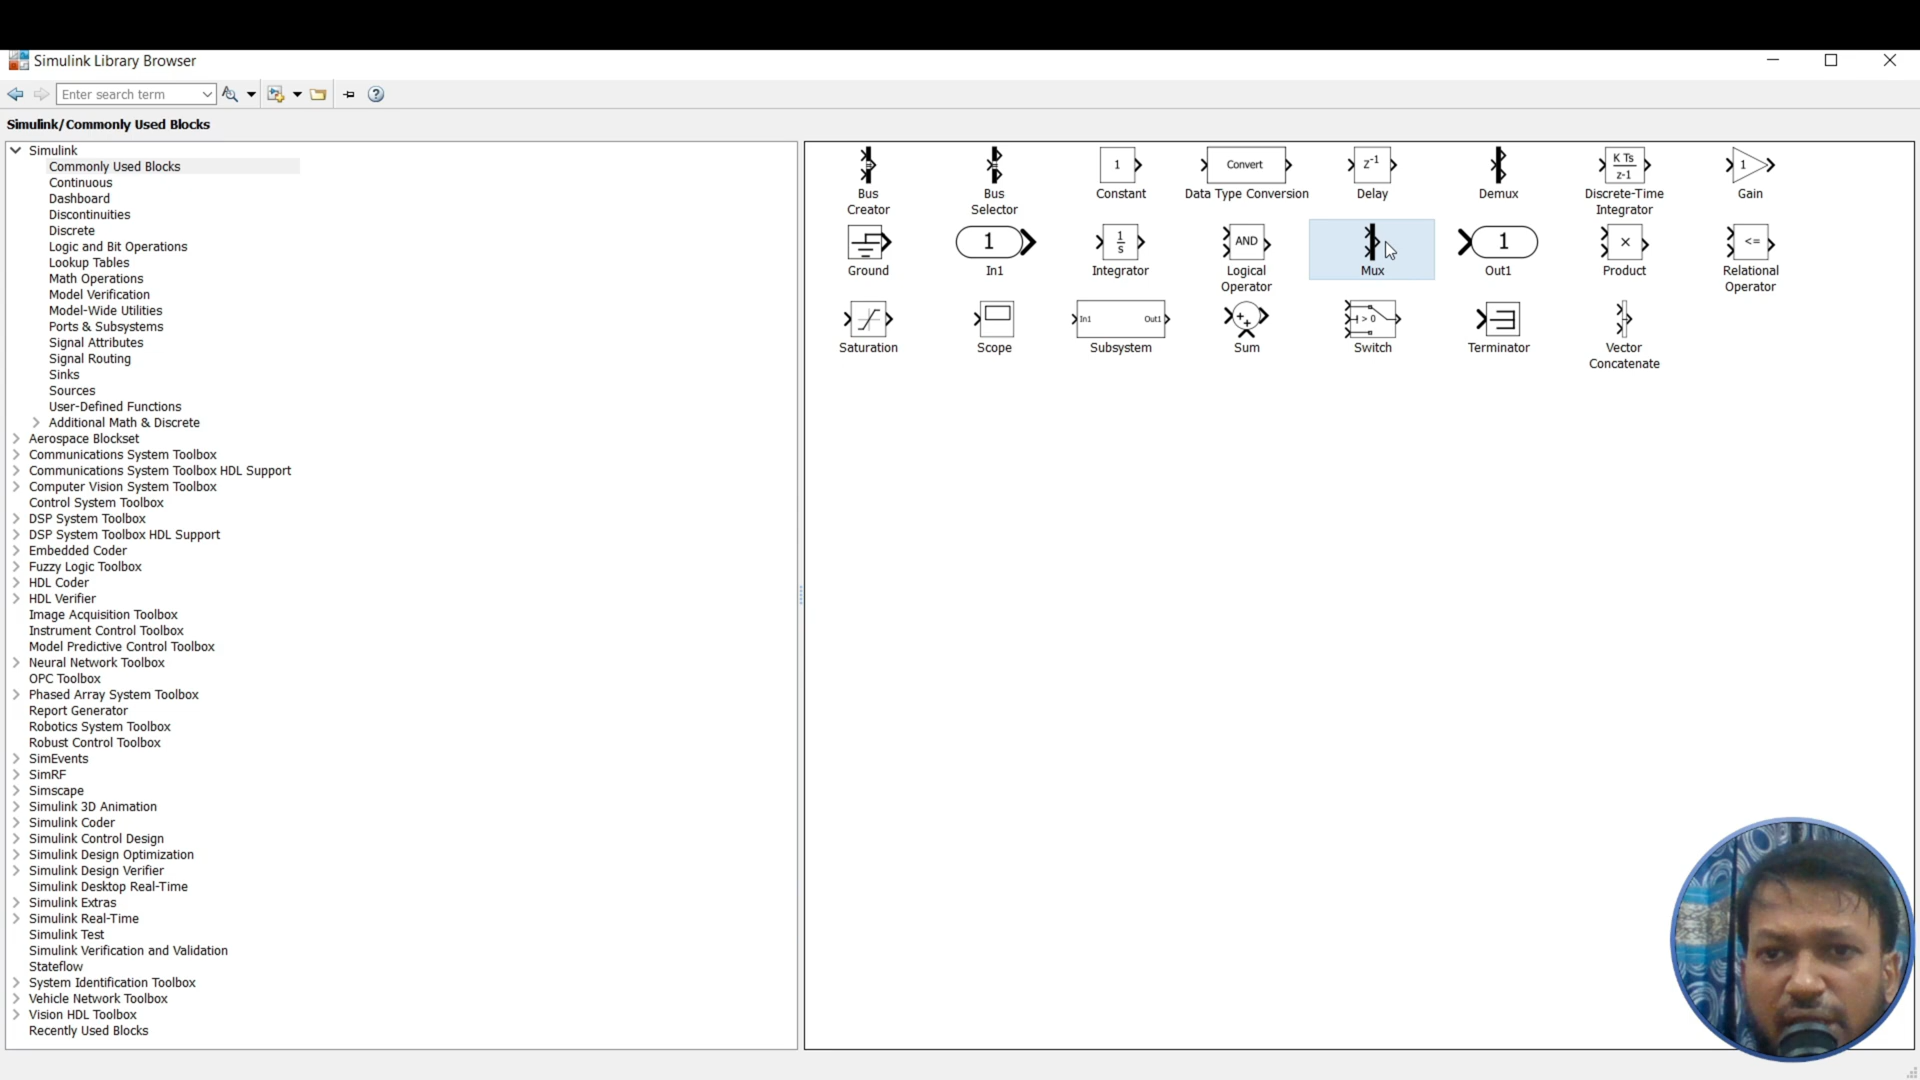 Simulink Library Browser
Enter search term
Simulink/Commonly Used Blocks
Simulink
Commonly Used Blocks
Continuous
Dashboard
Discontinuities
Discrete
Logic and Bit Operations
Lookup Tables
Math Operations
Model Verification
Model-Wide Utilities
Ports & Subsystems
Signal Attributes
Signal Routing
Sinks
Sources
User-Defined Functions
Additional Math & Discrete
Aerospace Blockset
Communications System Toolbox
Communications System Toolbox HDL Support
Computer Vision System Toolbox
Control System Toolbox
DSP System Toolbox
DSP System Toolbox HDL Support
Embedded Coder
Fuzzy Logic Toolbox
HDL Coder
HDL Verifier
Image Acquisition Toolbox
Instrument Control Toolbox
Model Predictive Control Toolbox
Neural Network Toolbox
OPC Toolbox
Phased Array System Toolbox
Report Generator
Robotics System Toolbox
Robust Control Toolbox
SimEvents
SimRF
Simscape
Simulink 3D Animation
Simulink Coder
Simulink Control Design
Simulink Design Optimization
Simulink Design Verifier
Simulink Desktop Real-Time
Simulink Extras
Simulink Real-Time
Simulink Test
Simulink Verification and Validation
Stateflow
System Identification Toolbox
Vehicle Network Toolbox
Vision HDL Toolbox
Recently Used Blocks
Bus
Creator
Bus
Selector
1
Constant
Convert
Data Type Conversion
z-1
Delay
Demux
K Ts
z-1
Discrete-Time
Integrator
1
Gain
Ground
1
In1
1
s
Integrator
AND
Logical
Operator
Mux
1
Out1
×
Product
<=
Relational
Operator
Saturation
Scope
In1 Out1
Subsystem
+
+
Sum
> 0
Switch
Terminator
Vector
Concatenate